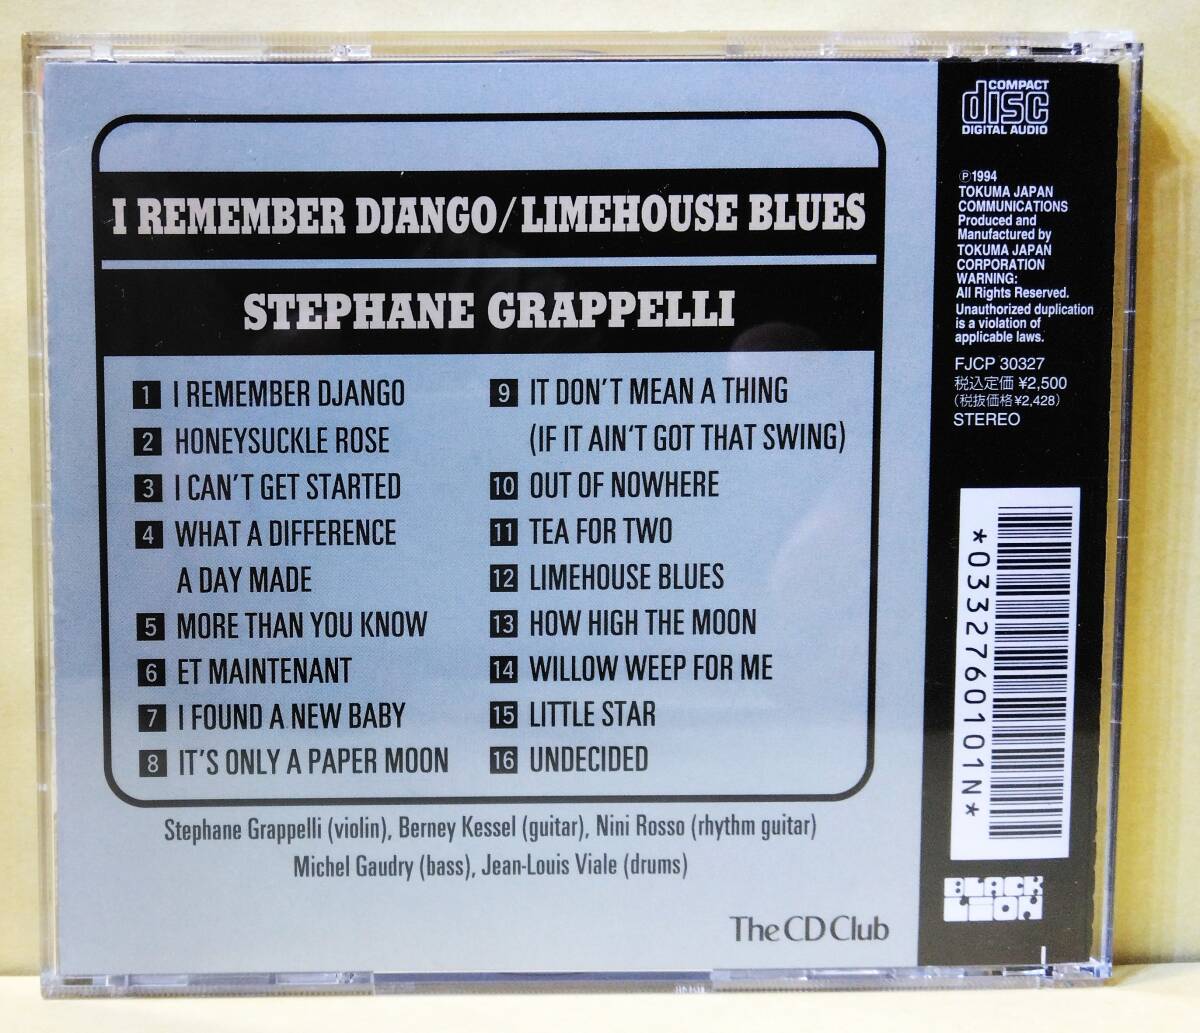 I REMEMBER DJANGO/LIMEHOUSE BLUES
STEPHANE GRAPPELLI
1 I REMEMBER DJANGO
2 HONEYSUCKLE ROSE
3 I CAN'T GET STARTED
4 WHAT A DIFFERENCE
A DAY MADE
5 MORE THAN YOU KNOW
6 ET MAINTENANT
7 I FOUND A NEW BABY
8 IT'S ONLY A PAPER MOON
9 IT DON'T MEAN A THING
(IF IT AIN'T GOT THAT SWING)
10 OUT OF NOWHERE
11 TEA FOR TWO
12 LIMEHOUSE BLUES
13 HOW HIGH THE MOON
14 WILLOW WEEP FOR ME
15 LITTLE STAR
16 UNDECIDED
Stephane Grappelli (violin), Berney Kessel (guitar), Nini Rosso (rhythm guitar)
Michel Gaudry (bass), Jean-Louis Viale (drums)
The CD Club
COMPACT
disc
DIGITAL AUDIO
℗1994
TOKUMA JAPAN
COMMUNICATIONS
Produced and
Manufactured by
TOKUMA JAPAN
CORPORATION
WARNING:
All Rights Reserved.
Unauthorized duplication
is a violation of
applicable laws.
FJCP 30327
税込定価 ¥2,500
(税抜価格¥2,428)
STEREO
*0332760101N*
BLACK
LION